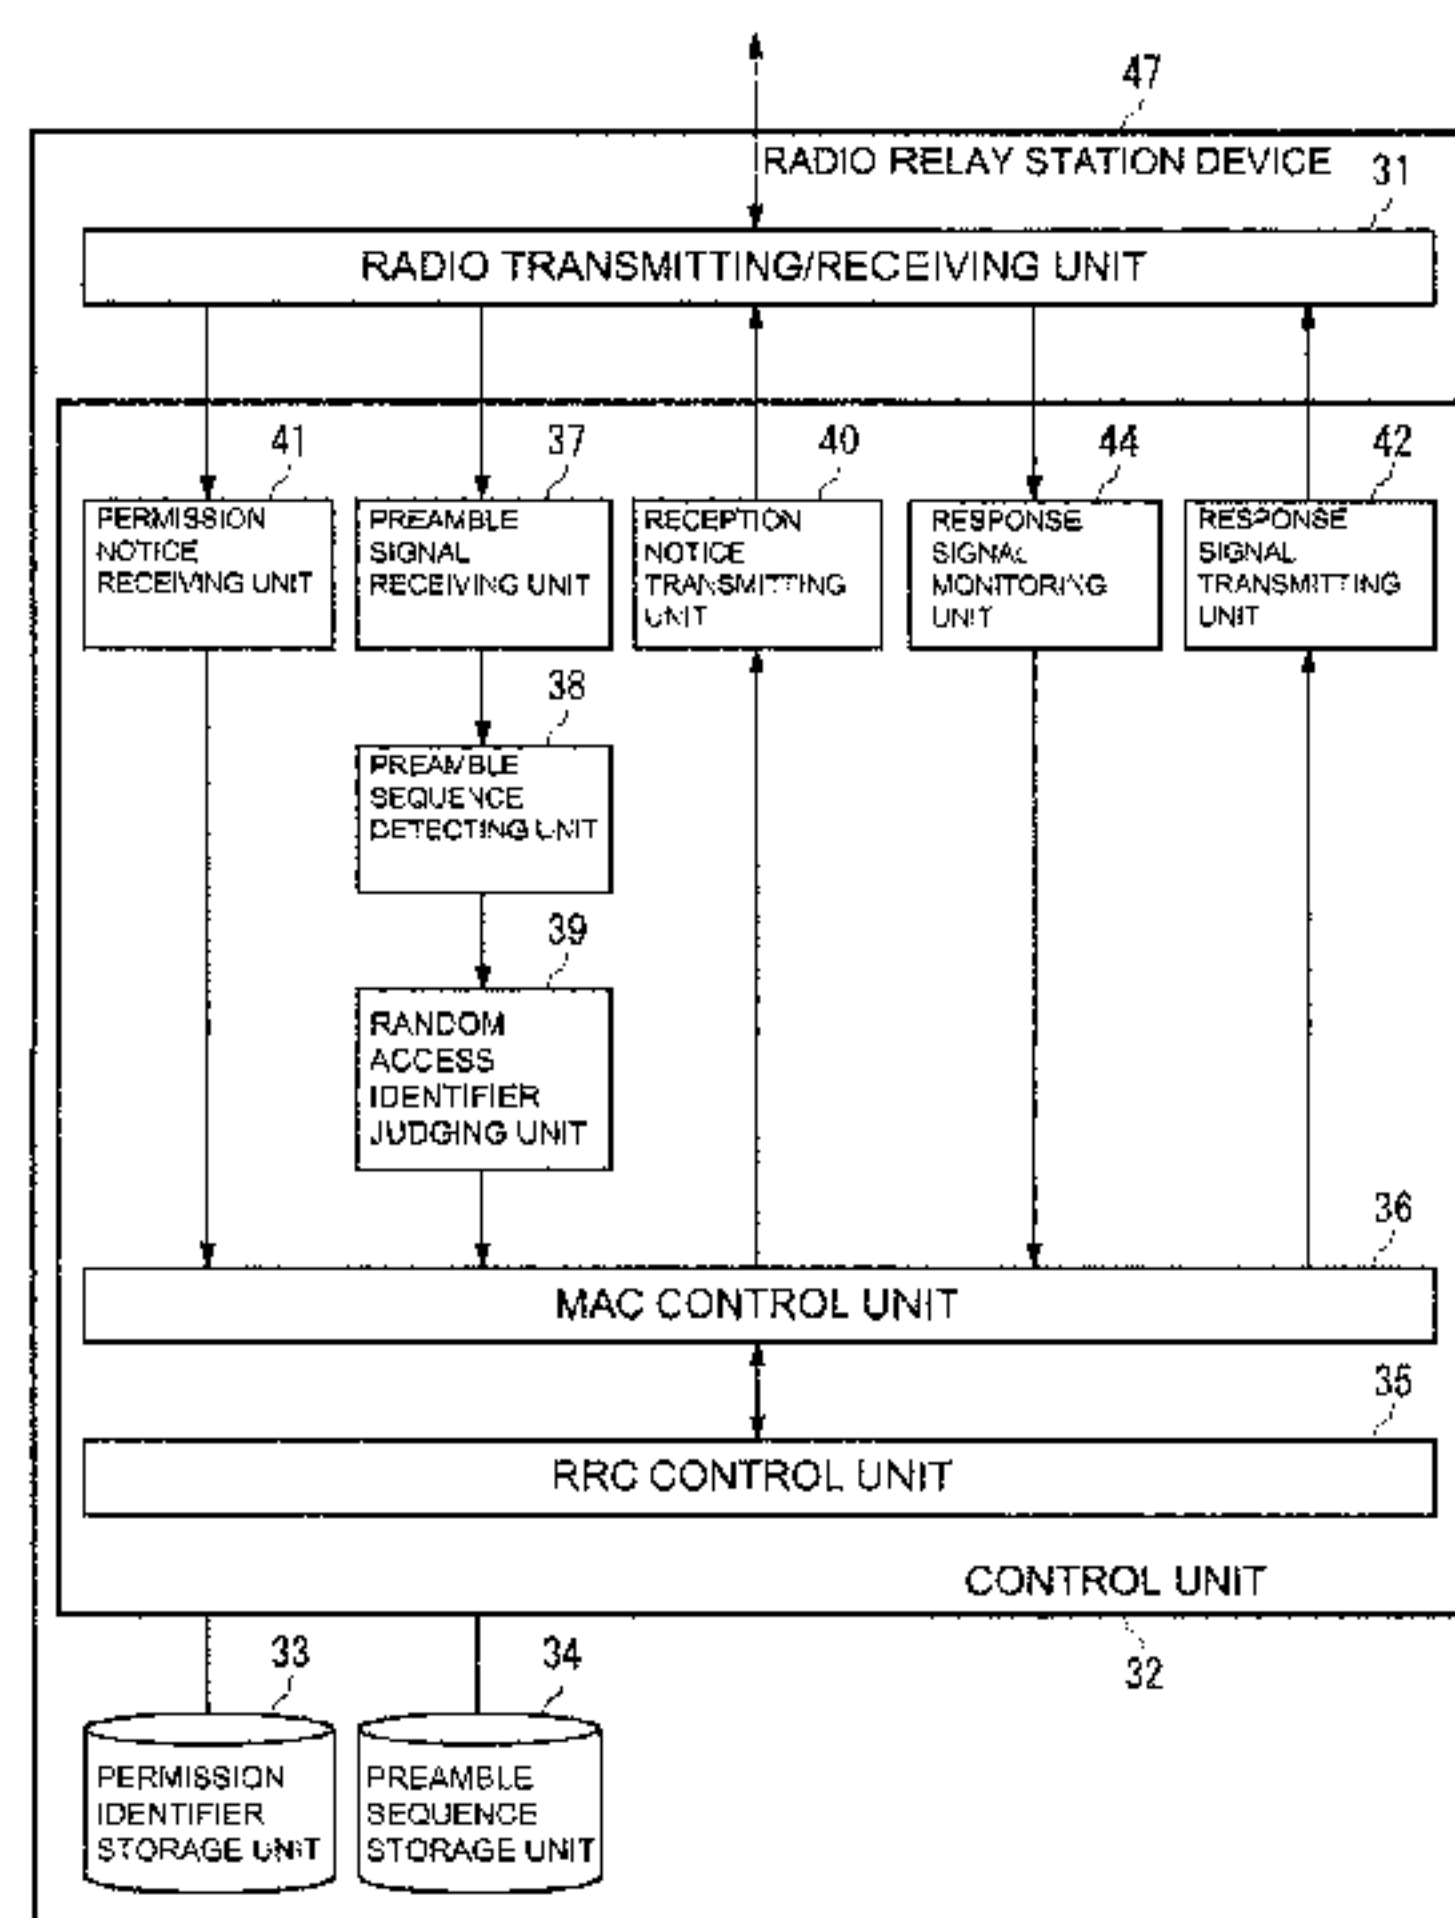 47
RADIO RELAY STATION DEVICE
31
RADIO TRANSMITTING/RECEIVING UNIT
41
PERMISSION
NOTICE
RECEIVING UNIT
37
PREAMBLE
SIGNAL
RECEIVING UNIT
40
RECEPTION
NOTICE
TRANSMITTING
UNIT
44
RESPONSE
SIGNAL
MONITORING
UNIT
42
RESPONSE
SIGNAL
TRANSMITTING
UNIT
38
PREAMBLE
SEQUENCE
DETECTING UNIT
39
RANDOM
ACCESS
IDENTIFIER
JUDGING UNIT
36
MAC CONTROL UNIT
35
RRC CONTROL UNIT
CONTROL UNIT
32
33
PERMISSION
IDENTIFIER
STORAGE UNIT
34
PREAMBLE
SEQUENCE
STORAGE UNIT